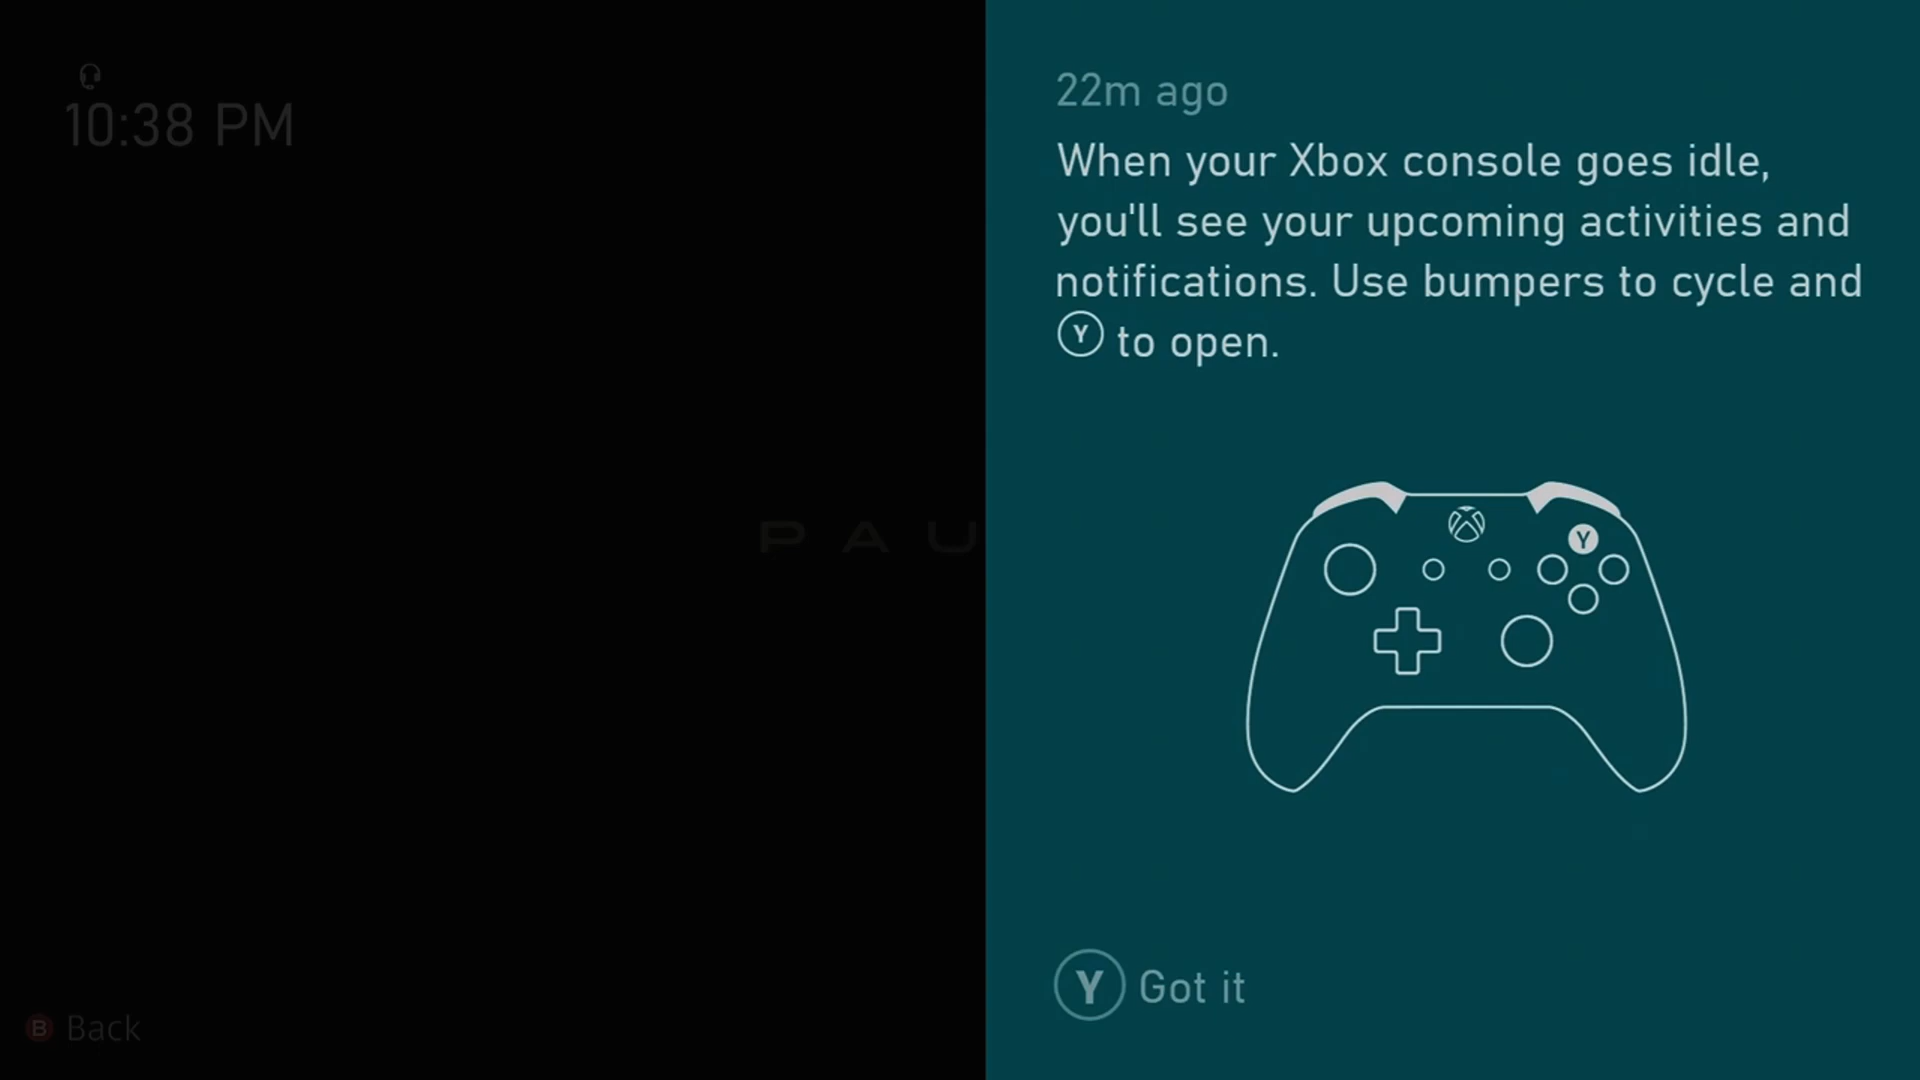 10:38 PM
PAU
B Back
22m ago
When your Xbox console goes idle,
you'll see your upcoming activities and
notifications. Use bumpers to cycle and
Y to open.
Y
Y Got it